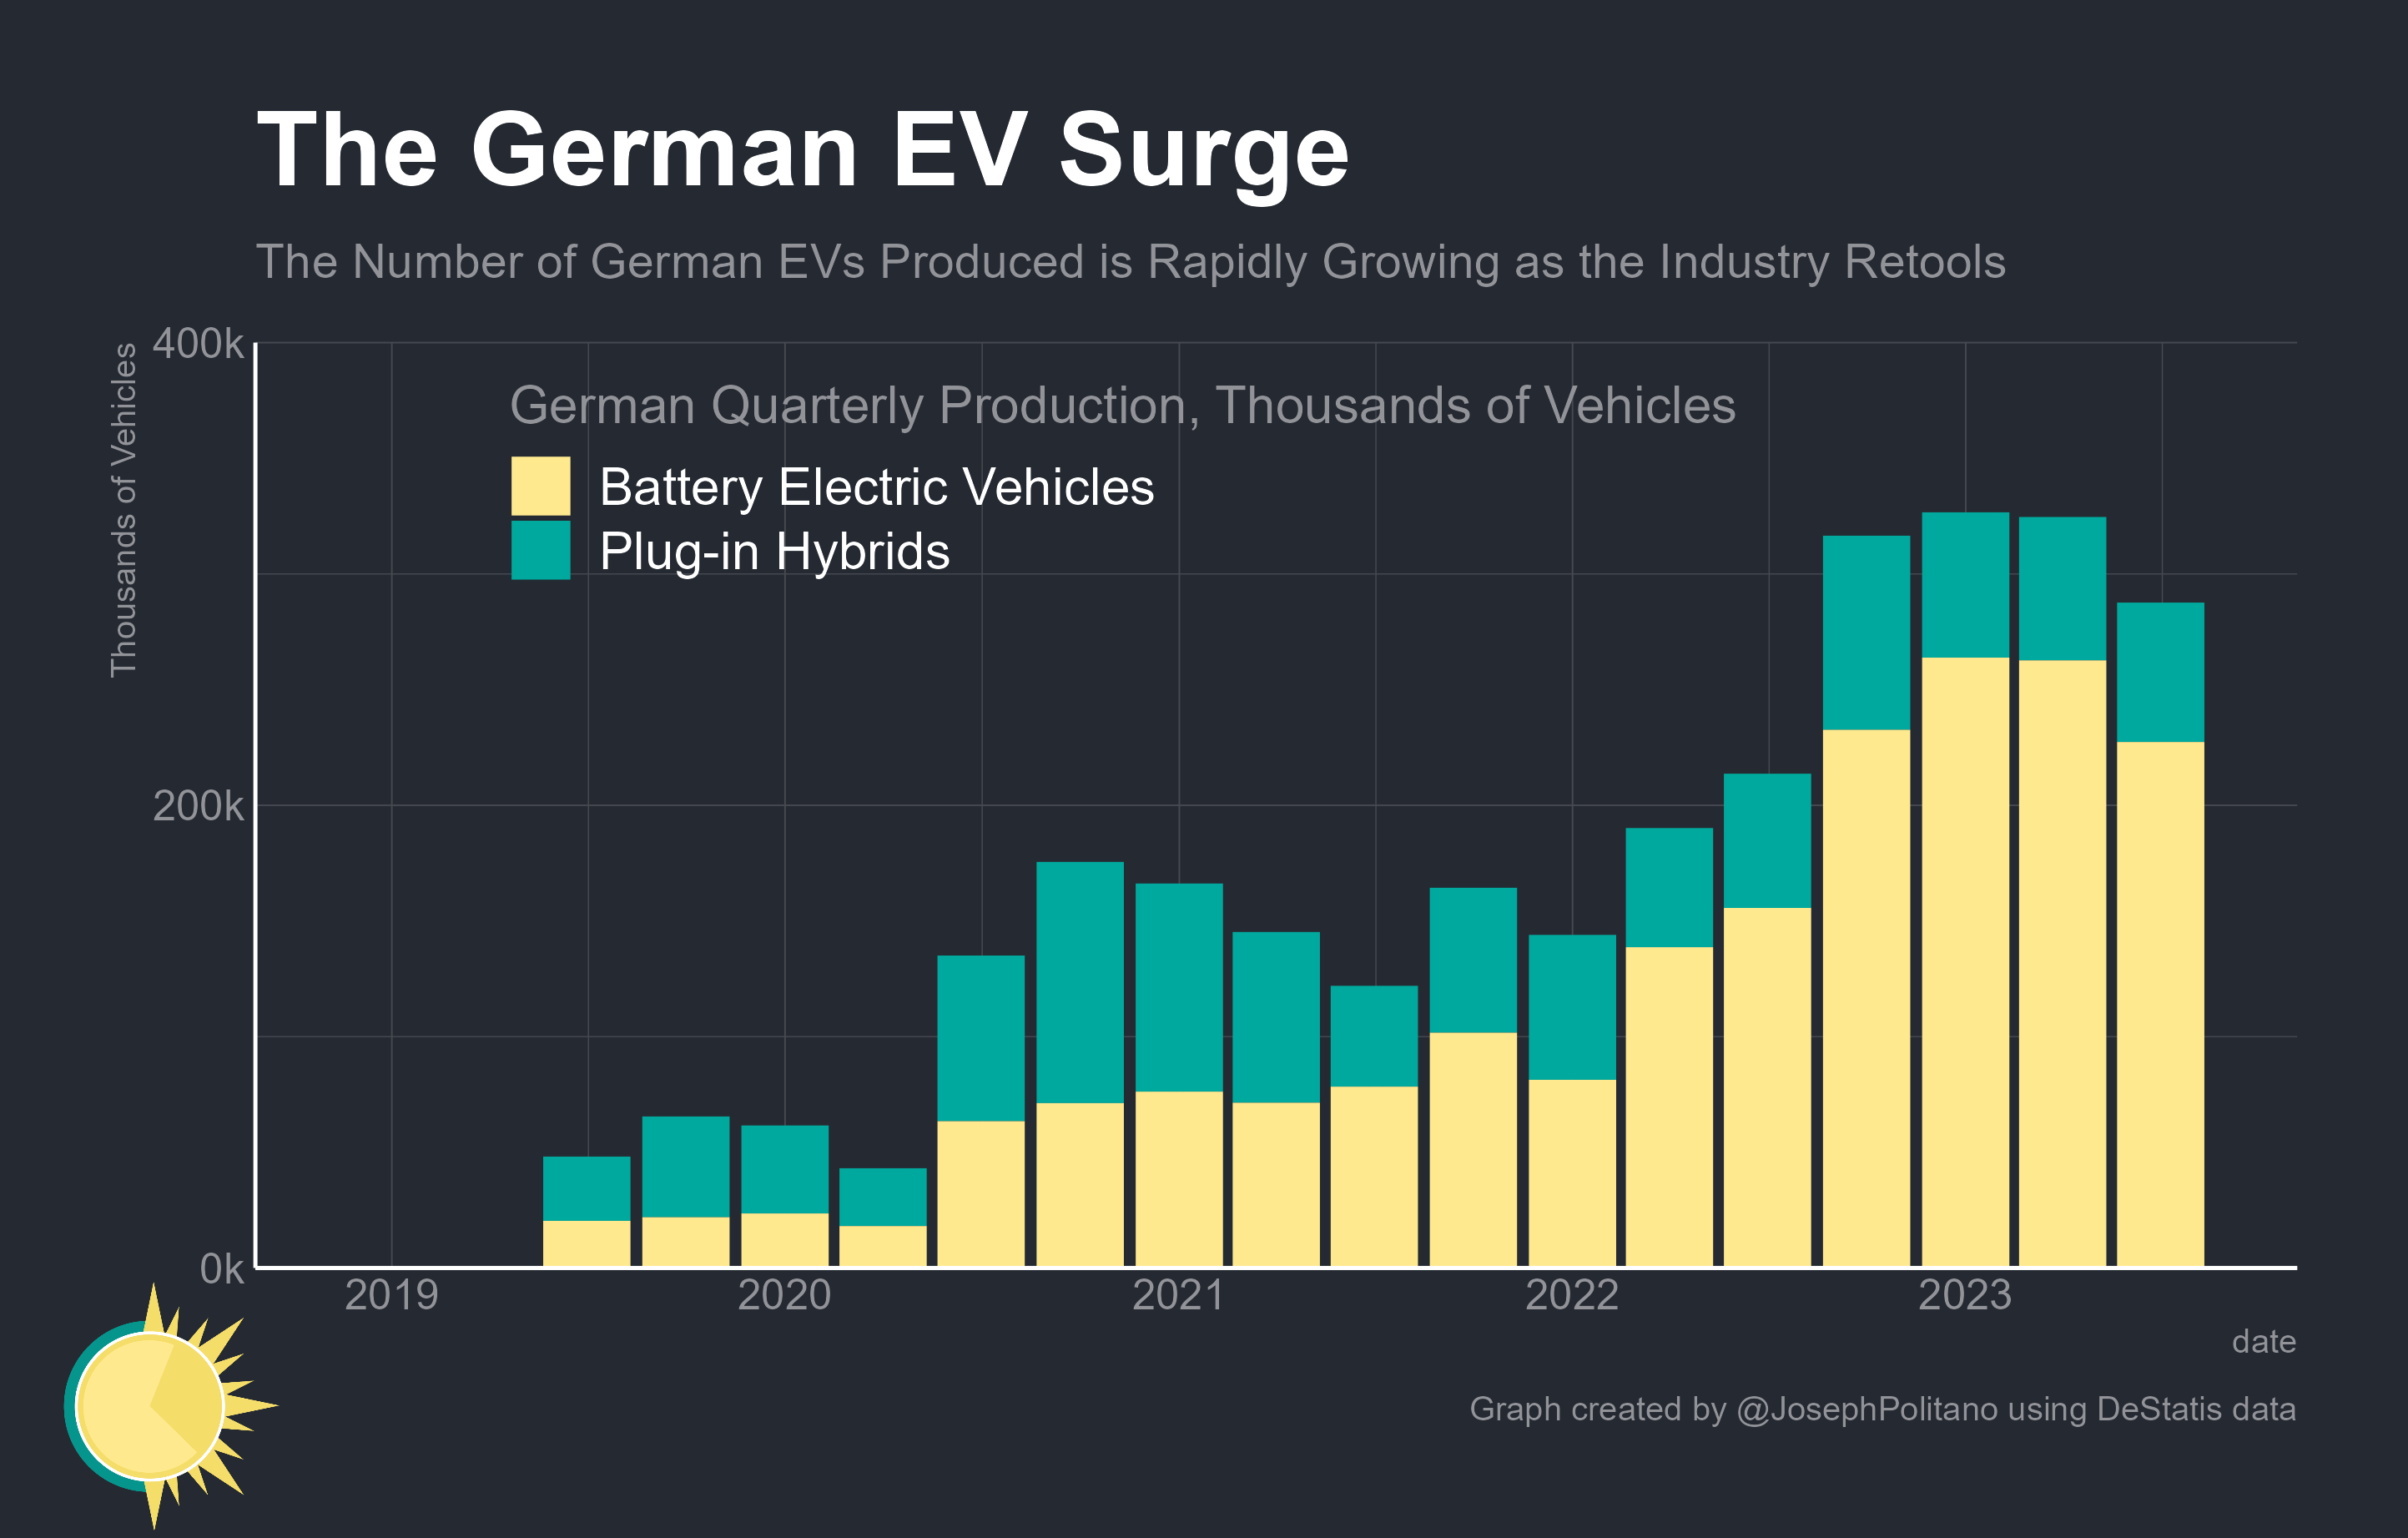 The German EV Surge
The Number of German EVs Produced is Rapidly Growing as the Industry Retools
Thousands of Vehicles
400k
200k
0k
German Quarterly Production, Thousands of Vehicles
Battery Electric Vehicles
Plug-in Hybrids
2019 2020 2021 2022 2023
date
Graph created by @JosephPolitano using DeStatis data